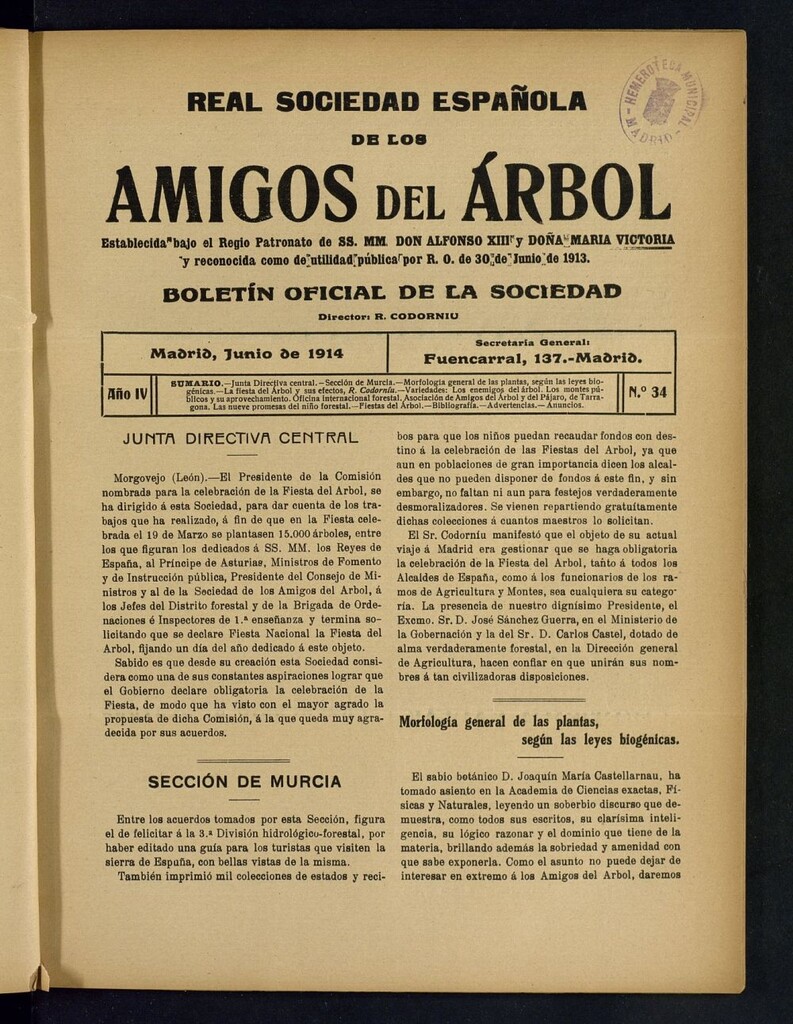 REAL SOCIEDAD ESPAÑOLA
HEMEROTECA MUNICIPAL
MADRID
DE LOS
AMIGOS DEL ÁRBOL
Establecida bajo el Regio Patronato de SS. MM. DON ALFONSO XIII y DOÑA MARIA VICTORIA
y reconocida como de utilidad pública por R. O. de 30 de Junio de 1913.
BOLETÍN OFICIAL DE LA SOCIEDAD
Director: R. CODORNIU
Madrid, Junio de 1914
Secretaría General:
Fuencarral, 137.-Madrid.
Año IV
SUMARIO.—Junta Directiva central.—Sección de Murcia.—Morfología general de las plantas, según las leyes bio-
génicas.—La fiesta del Árbol y sus efectos, R. Codorníu.—Variedades: Los enemigos del árbol. Los montes pú-
blicos y su aprovechamiento. Oficina internacional forestal. Asociación de Amigos del Arbol y del Pájaro, de Tarra-
gona. Las nueve promesas del niño forestal.—Fiestas del Árbol.—Bibliografía.—Advertencias.—Anuncios.
N.º 34
JUNTA DIRECTIVA CENTRAL
Morgovejo (León).—El Presidente de la Comisión
nombrada para la celebración de la Fiesta del Arbol, se
ha dirigido á esta Sociedad, para dar cuenta de los tra-
bajos que ha realizado, á fin de que en la Fiesta cele-
brada el 19 de Marzo se plantasen 15.000 árboles, entre
los que figuran los dedicados á SS. MM. los Reyes de
España, al Príncipe de Asturias, Ministros de Fomento
y de Instrucción pública, Presidente del Consejo de Mi-
nistros y al de la Sociedad de los Amigos del Arbol, á
los Jefes del Distrito forestal y de la Brigada de Orde-
naciones é Inspectores de 1.ª enseñanza y termina so-
licitando que se declare Fiesta Nacional la Fiesta del
Arbol, fijando un día del año dedicado á este objeto.
Sabido es que desde su creación esta Sociedad consi-
dera como una de sus constantes aspiraciones lograr que
el Gobierno declare obligatoria la celebración de la
Fiesta, de modo que ha visto con el mayor agrado la
propuesta de dicha Comisión, á la que queda muy agra-
decida por sus acuerdos.
SECCIÓN DE MURCIA
Entre los acuerdos tomados por esta Sección, figura
el de felicitar á la 3.ª División hidrológico-forestal, por
haber editado una guía para los turistas que visiten la
sierra de Espuña, con bellas vistas de la misma.
También imprimió mil colecciones de estados y reci-
bos para que los niños puedan recaudar fondos con des-
tino á la celebración de las Fiestas del Arbol, ya que
aun en poblaciones de gran importancia dicen los alcal-
des que no pueden disponer de fondos á este fin, y sin
embargo, no faltan ni aun para festejos verdaderamente
desmoralizadores. Se vienen repartiendo gratuítamente
dichas colecciones á cuantos maestros lo solicitan.
El Sr. Codorníu manifestó que el objeto de su actual
viaje á Madrid era gestionar que se haga obligatoria
la celebración de la Fiesta del Arbol, tanto á todos los
Alcaldes de España, como á los funcionarios de los ra-
mos de Agricultura y Montes, sea cualquiera su catego-
ría. La presencia de nuestro dignísimo Presidente, el
Excmo. Sr. D. José Sánchez Guerra, en el Ministerio de
la Gobernación y la del Sr. D. Carlos Castel, dotado de
alma verdaderamente forestal, en la Dirección general
de Agricultura, hacen confiar en que unirán sus nom-
bres á tan civilizadoras disposiciones.
Morfología general de las plantas,
según las leyes biogénicas.
El sabio botánico D. Joaquín María Castellarnau, ha
tomado asiento en la Academia de Ciencias exactas, Fí-
sicas y Naturales, leyendo un soberbio discurso que de-
muestra, como todos sus escritos, su clarísima inteli-
gencia, su lógico razonar y el dominio que tiene de la
materia, brillando además la sobriedad y amenidad con
que sabe exponerla. Como el asunto no puede dejar de
interesar en extremo á los Amigos del Arbol, daremos